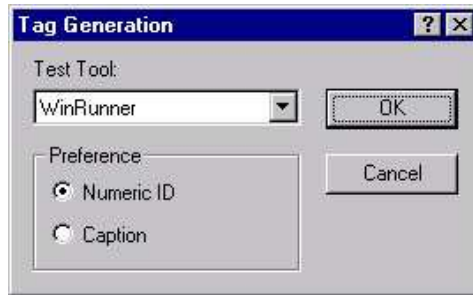 Tag Generation
Test Tool:
WinRunner
OK
Preference
Numeric ID
Cancel
Caption